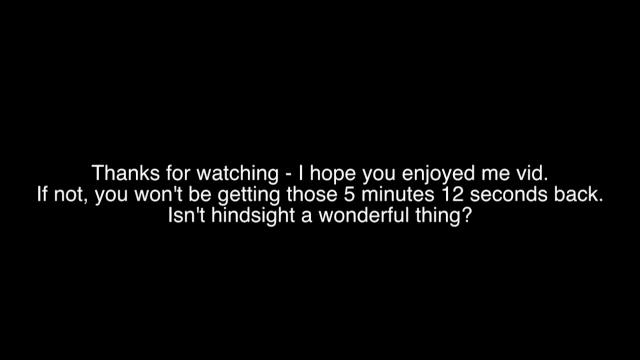 Thanks for watching - I hope you enjoyed me vid.
If not, you won't be getting those 5 minutes 12 seconds back.
Isn't hindsight a wonderful thing?